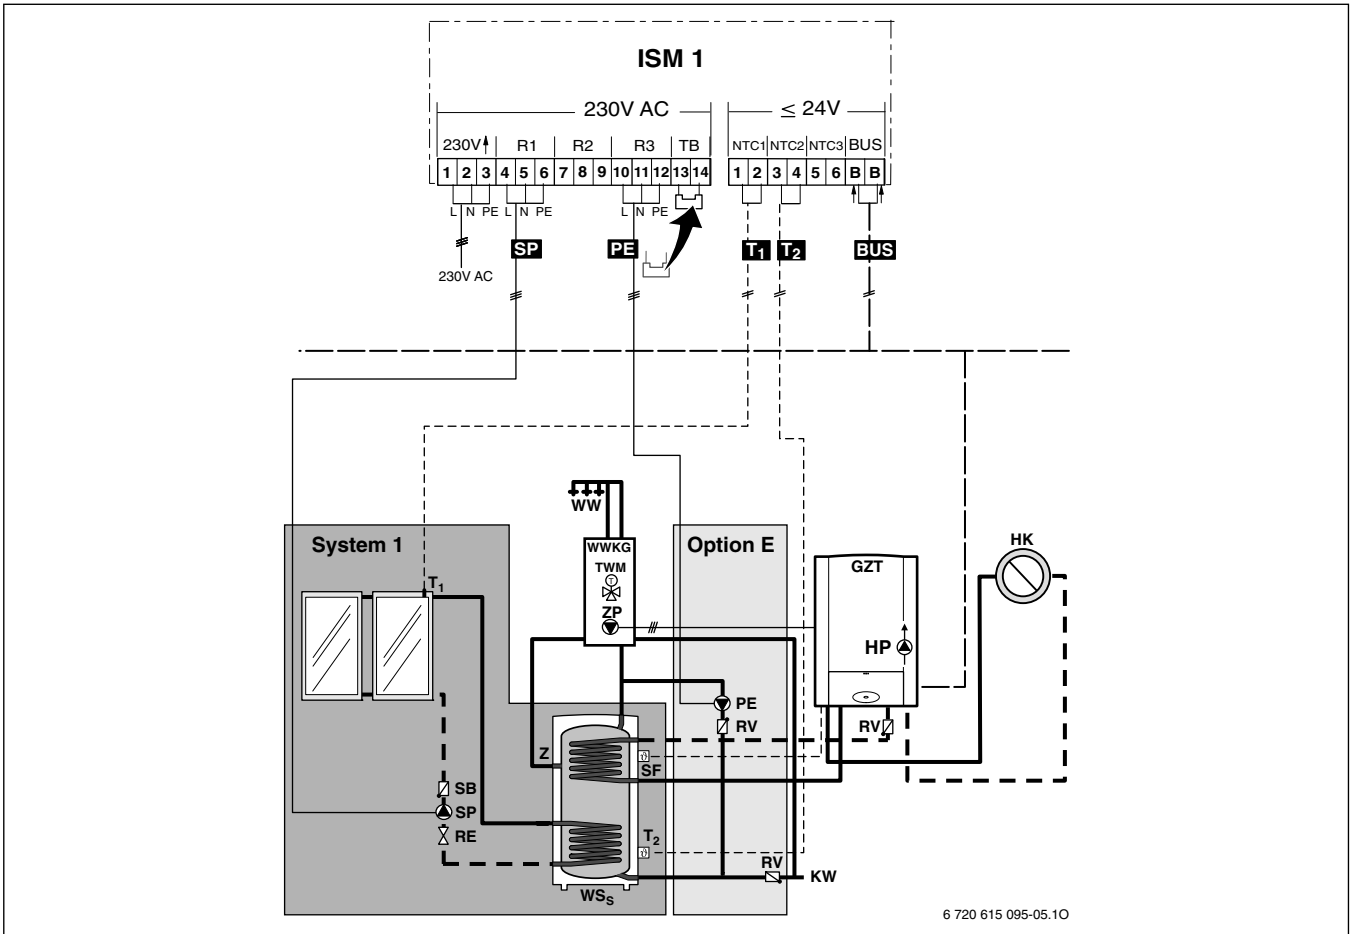 ISM 1
230V AC ≤ 24V
230V R1 R2 R3 TB NTC1 NTC2 NTC3 BUS
1 2 3 4 5 6 7 8 9 10 11 12 13 14 1 2 3 4 5 6 B B
L N PE L N PE L N PE
SP PE T1 T2 BUS
230V AC
WW
System 1 WWKG Option E HK
TWM GZT
T
T1
ZP
HP
PE
RV RV
Z
SF
SB
SP
RE T2
RV
KW
WSS
6 720 615 095-05.1O